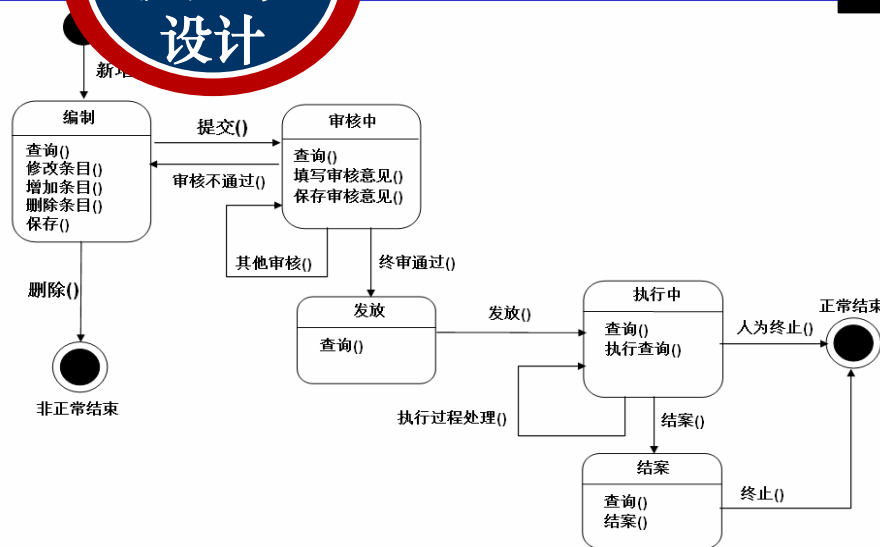 设计
新增
编制
查询()
修改条目()
增加条目()
删除条目()
保存()
提交()
审核不通过()
审核中
查询()
填写审核意见()
保存审核意见()
其他审核()
终审通过()
删除()
非正常结束
发放
查询()
发放()
执行中
查询()
执行查询()
人为终止()
正常结束
执行过程处理()
结案()
结案
查询()
结案()
终止()